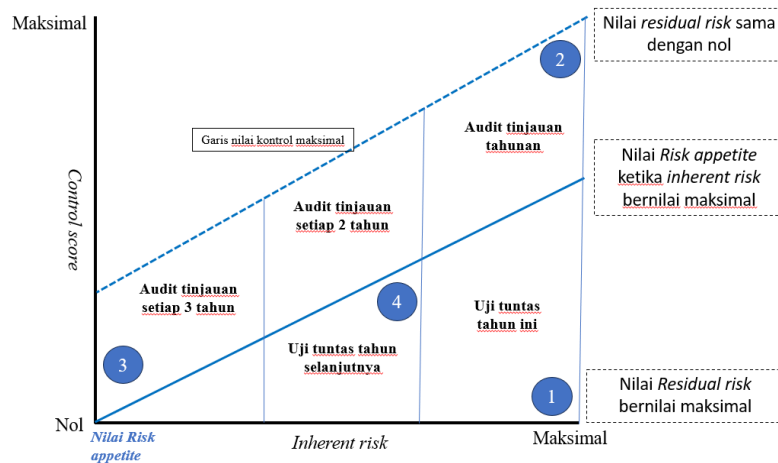 Maksimal
Nilai residual risk sama
dengan nol
2
Garis nilai kontrol maksimal
Audit tinjauan
tahunan
Nilai Risk appetite
ketika inherent risk
bernilai maksimal
Control score
Audit tinjauan
setiap 2 tahun
Audit tinjauan
setiap 3 tahun
4
Uji tuntas
tahun ini
3
Uji tuntas tahun
selanjutnya
1
Nilai Residual risk
bernilai maksimal
Nol
Nilai Risk
appetite
Inherent risk
Maksimal